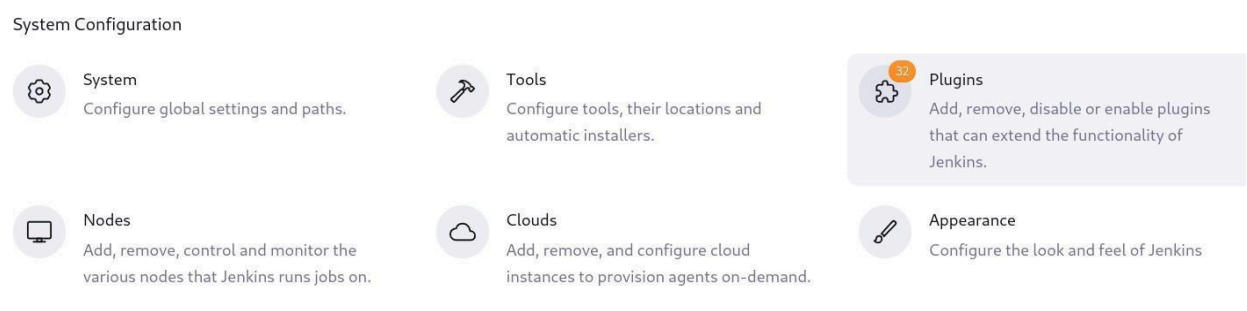 System Configuration
System
Configure global settings and paths.
Tools
Configure tools, their locations and
automatic installers.
32
Plugins
Add, remove, disable or enable plugins
that can extend the functionality of
Jenkins.
Nodes
Add, remove, control and monitor the
various nodes that Jenkins runs jobs on.
Clouds
Add, remove, and configure cloud
instances to provision agents on-demand.
Appearance
Configure the look and feel of Jenkins